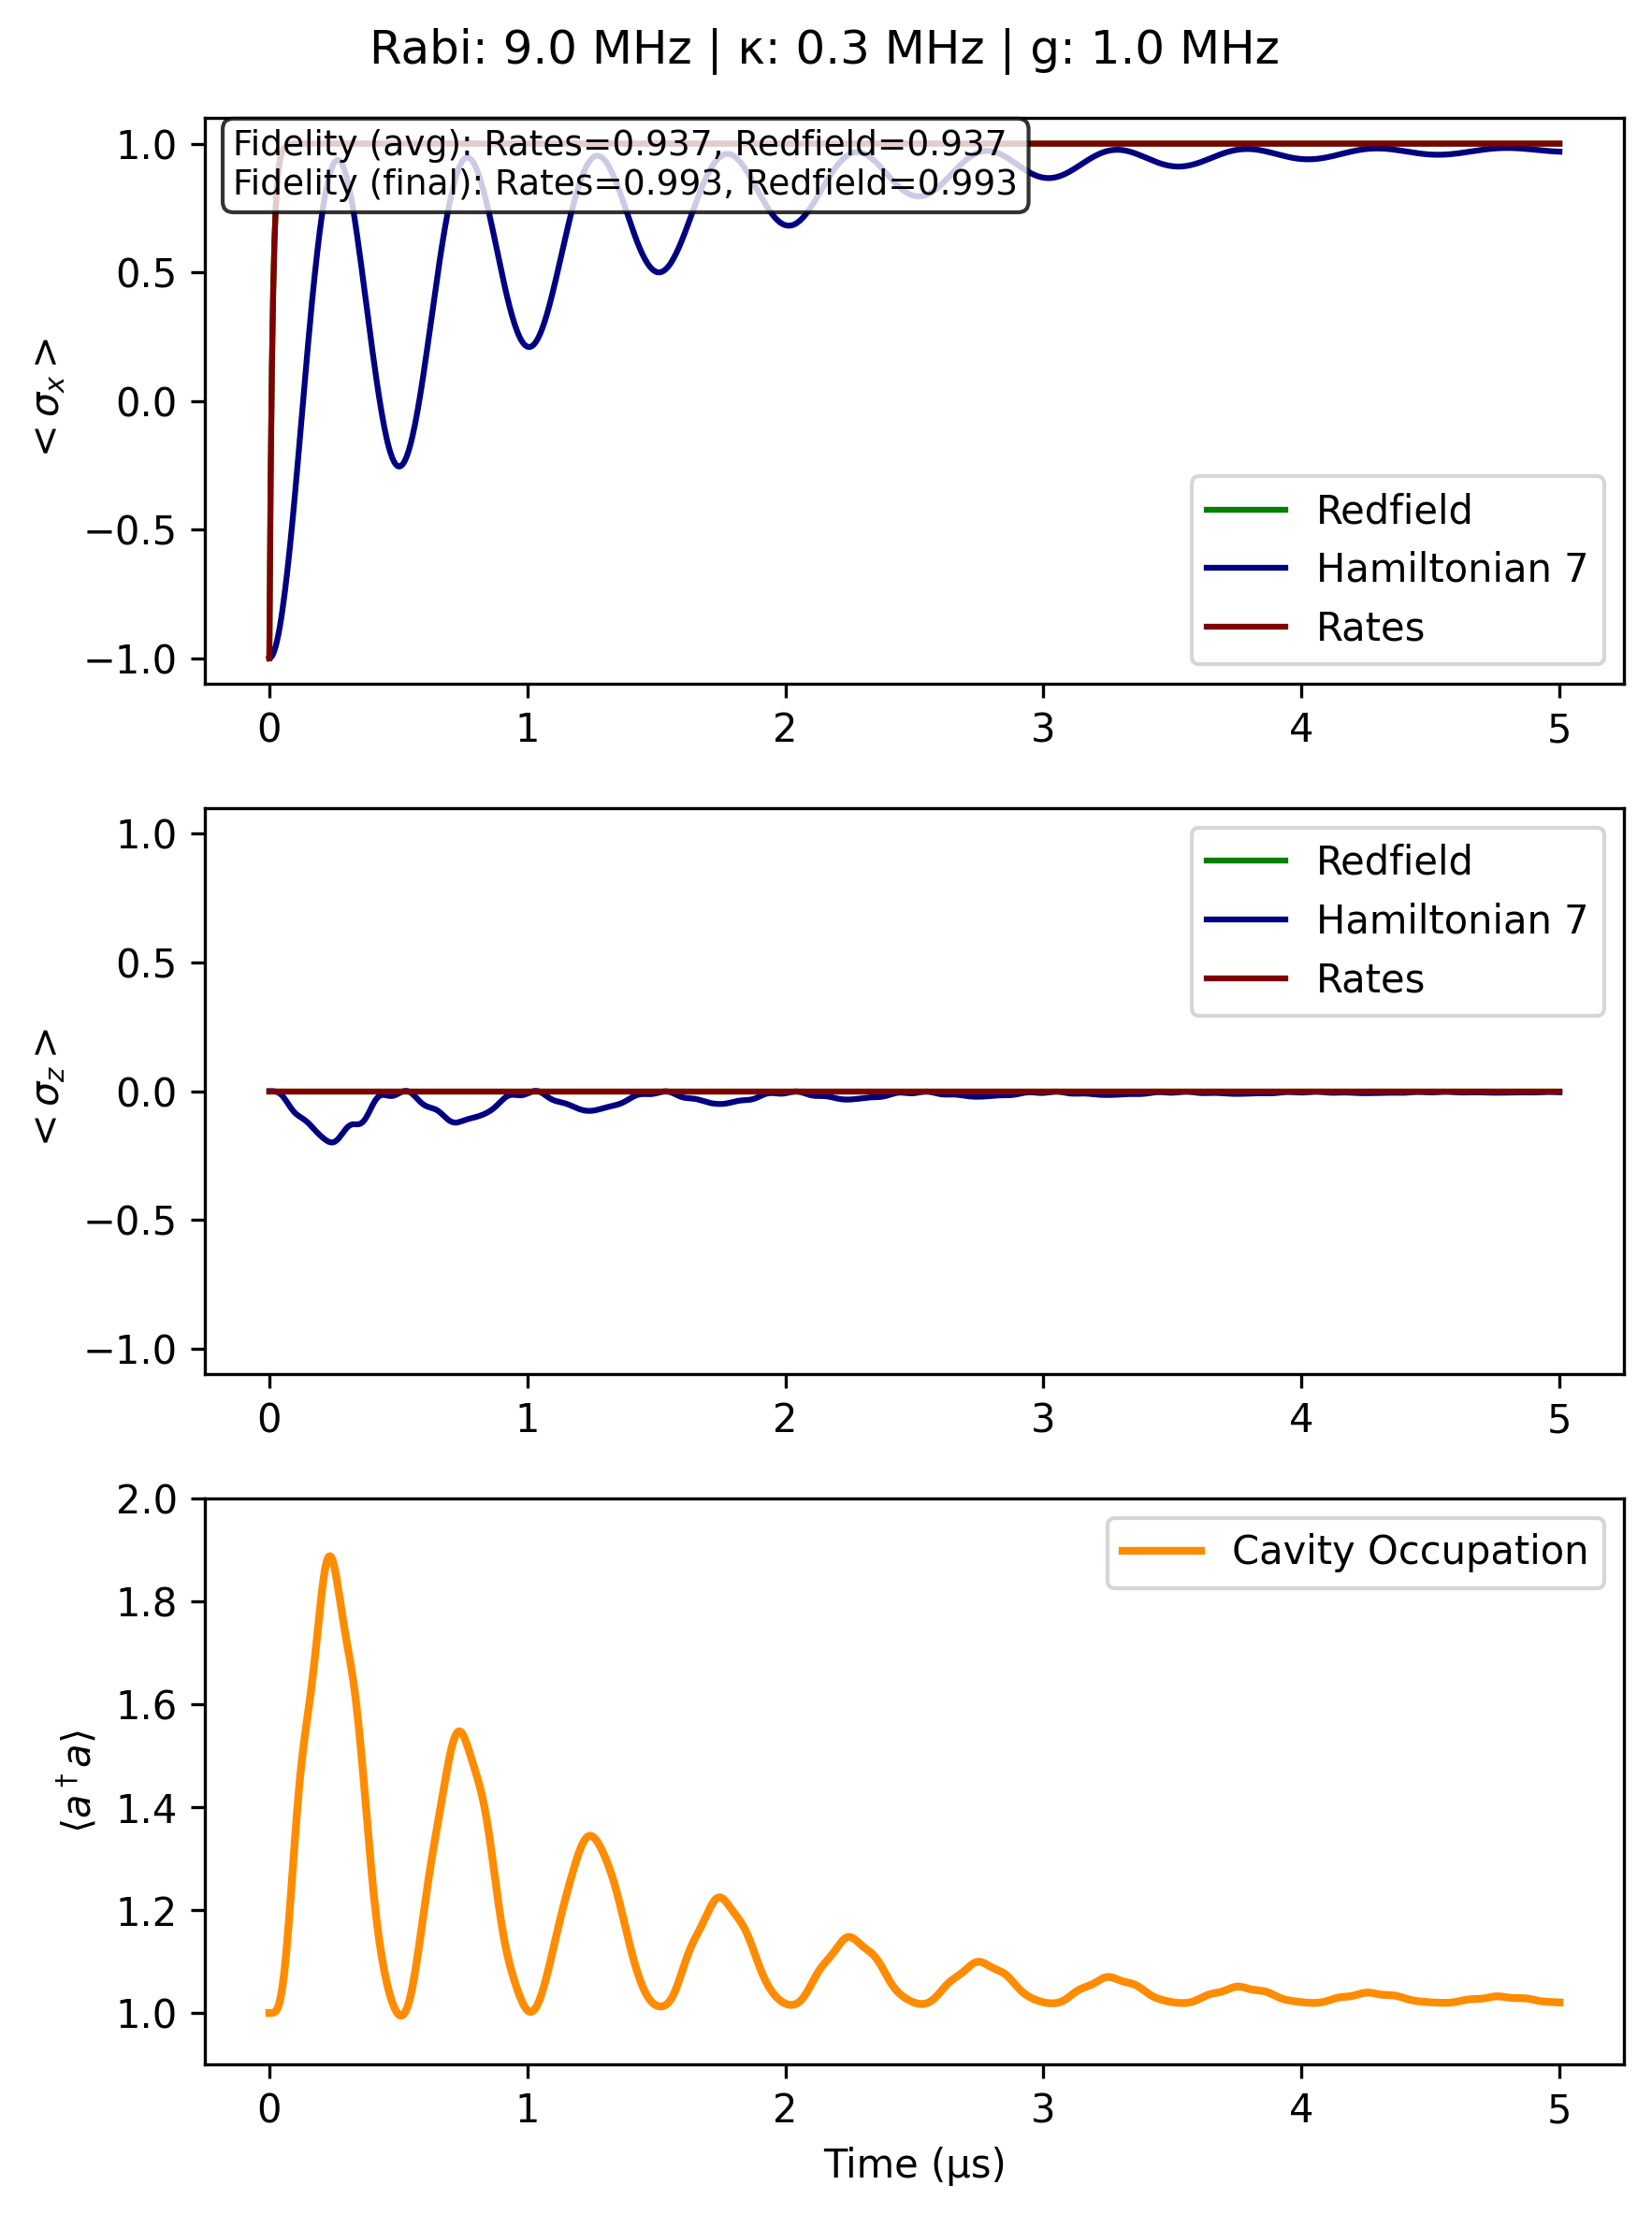 Rabi: 9.0 MHz | κ: 0.3 MHz | g: 1.0 MHz
Fidelity (avg): Rates=0.937, Redfield=0.937
Fidelity (final): Rates=0.993, Redfield=0.993
1.0
0.5
0.0
−0.5
−1.0
< σx >
Redfield
Hamiltonian 7
Rates
0 1 2 3 4 5
1.0
0.5
0.0
−0.5
−1.0
< σz >
Redfield
Hamiltonian 7
Rates
0 1 2 3 4 5
2.0
1.8
1.6
1.4
1.2
1.0
⟨a†a⟩
Cavity Occupation
0 1 2 3 4 5
Time (μs)